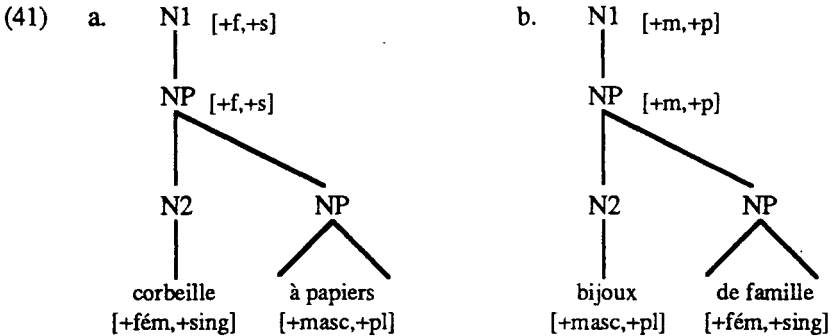 (41) a. N1 [+f,+s] b. N1 [+m,+p]
NP [+f,+s] NP [+m,+p]
N2 NP N2 NP
corbeille à papiers bijoux de famille
[+fém,+sing] [+masc,+pl] [+masc,+pl] [+fém,+sing]